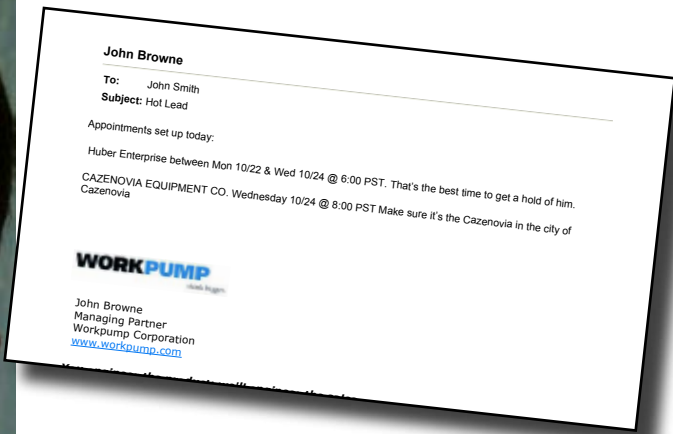 John Browne
To: John Smith
Subject: Hot Lead
Appointments set up today:
Huber Enterprise between Mon 10/22 & Wed 10/24 @ 6:00 PST. That's the best time to get a hold of him.
CAZENOVIA EQUIPMENT CO. Wednesday 10/24 @ 8:00 PST Make sure it's the Cazenovia in the city of
Cazenovia
WORKPUMP
John Browne
Managing Partner
Workpump Corporation
www.workpump.com